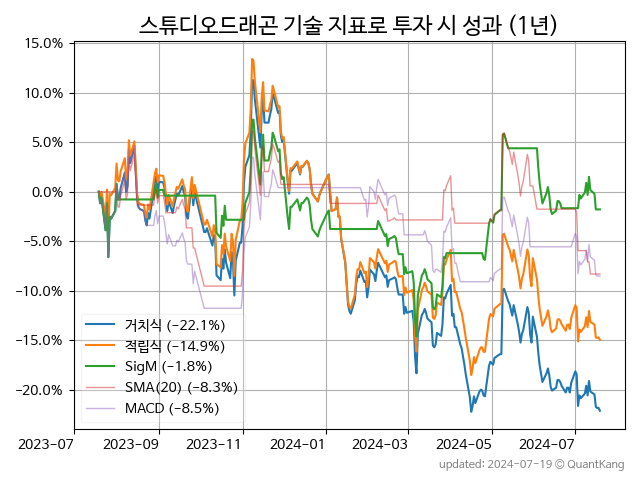 스튜디오드래곤 기술 지표로 투자 시 성과 (1년)
15.0%
10.0%
5.0%
0.0%
−5.0%
−10.0%
−15.0%
−20.0%
거치식 (−22.1%)
적립식 (−14.9%)
SigM (−1.8%)
SMA(20) (−8.3%)
MACD (−8.5%)
2023-07 2023-09 2023-11 2024-01 2024-03 2024-05 2024-07
updated: 2024-07-19 ⓒ QuantKang